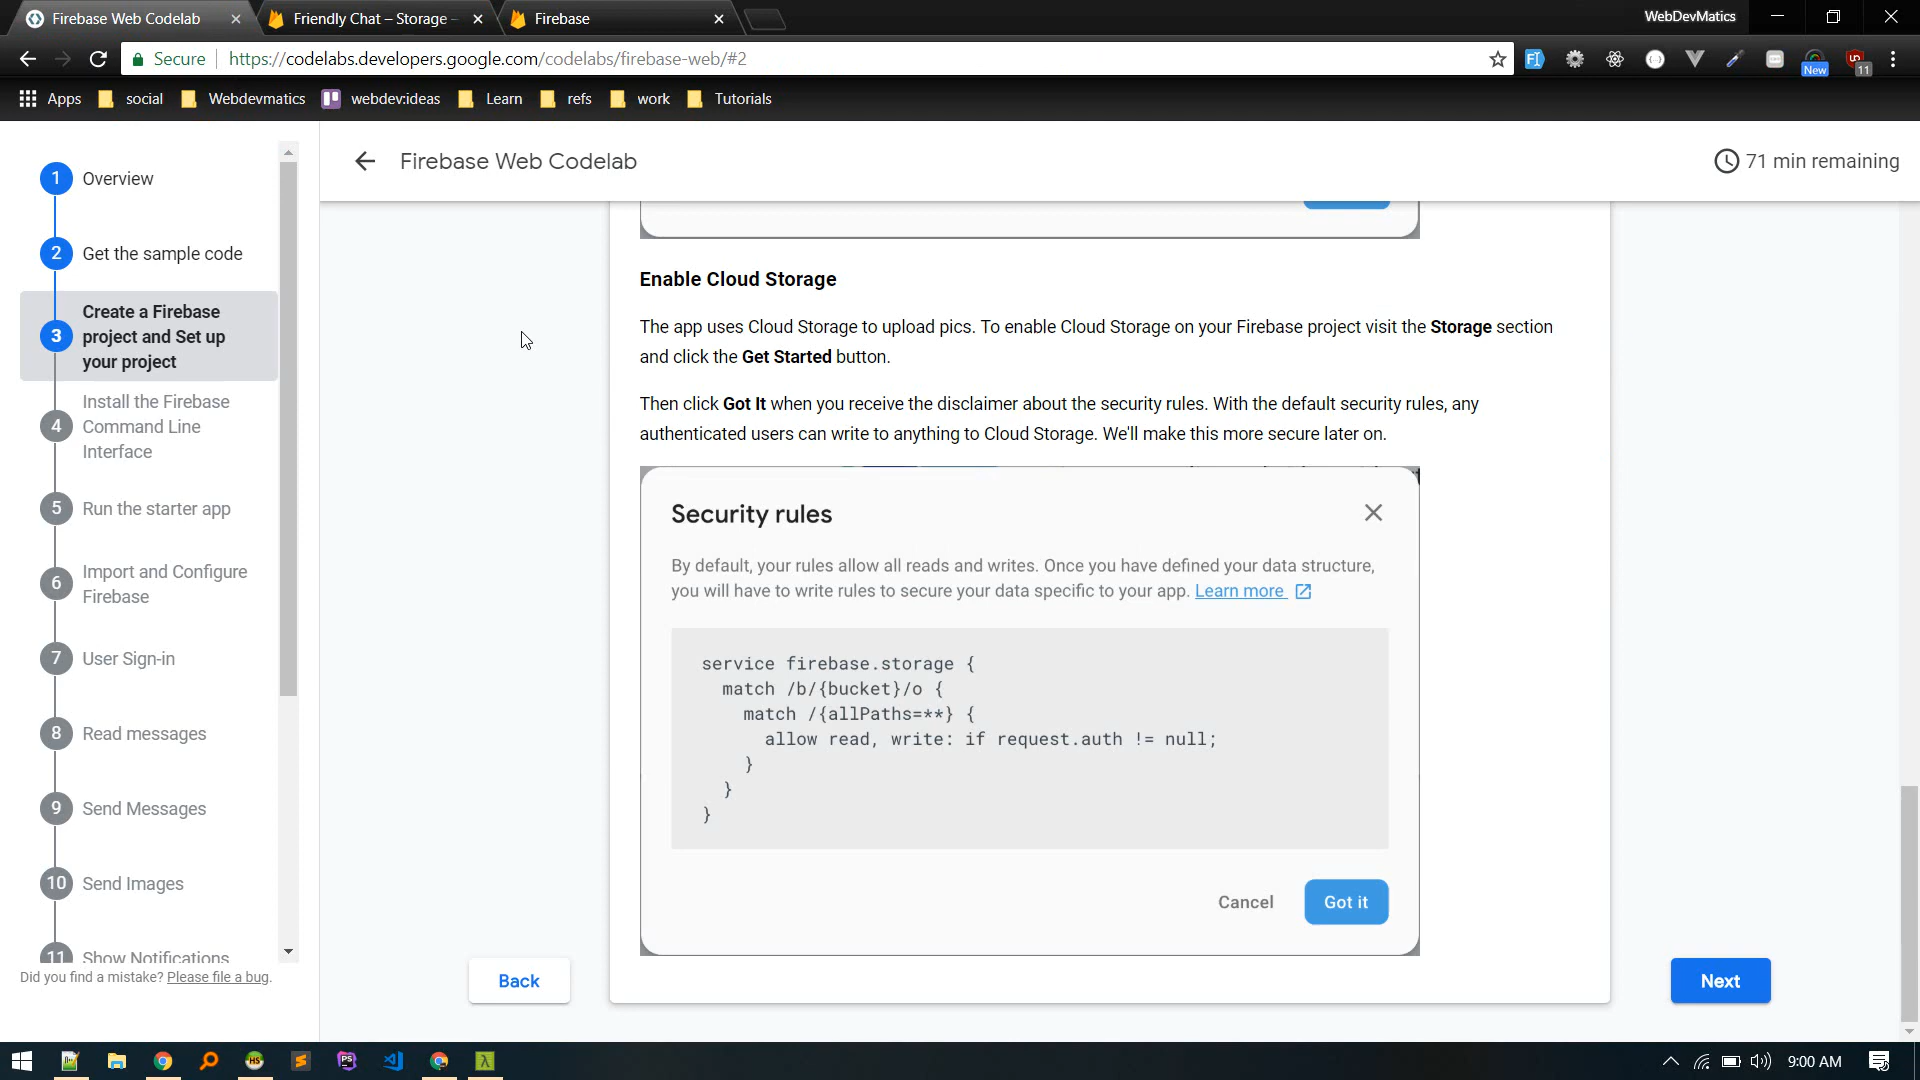 Firebase Web Codelab
Friendly Chat – Storage –
Firebase
WebDevMatics
Secure
https://codelabs.developers.google.com/codelabs/firebase-web/#2
New
11
Apps
social
Webdevmatics
webdev:ideas
Learn
refs
work
Tutorials
Firebase Web Codelab
71 min remaining
1 Overview
2 Get the sample code
3 Create a Firebase
project and Set up
your project
4 Install the Firebase
Command Line
Interface
5 Run the starter app
6 Import and Configure
Firebase
7 User Sign-in
8 Read messages
9 Send Messages
10 Send Images
11 Show Notifications
Did you find a mistake? Please file a bug.
Enable Cloud Storage
The app uses Cloud Storage to upload pics. To enable Cloud Storage on your Firebase project visit the Storage section
and click the Get Started button.
Then click Got It when you receive the disclaimer about the security rules. With the default security rules, any
authenticated users can write to anything to Cloud Storage. We'll make this more secure later on.
Security rules
By default, your rules allow all reads and writes. Once you have defined your data structure,
you will have to write rules to secure your data specific to your app. Learn more
service firebase.storage {
match /b/{bucket}/o {
match /{allPaths=**} {
allow read, write: if request.auth != null;
}
}
}
Cancel
Got it
Back
Next
9:00 AM